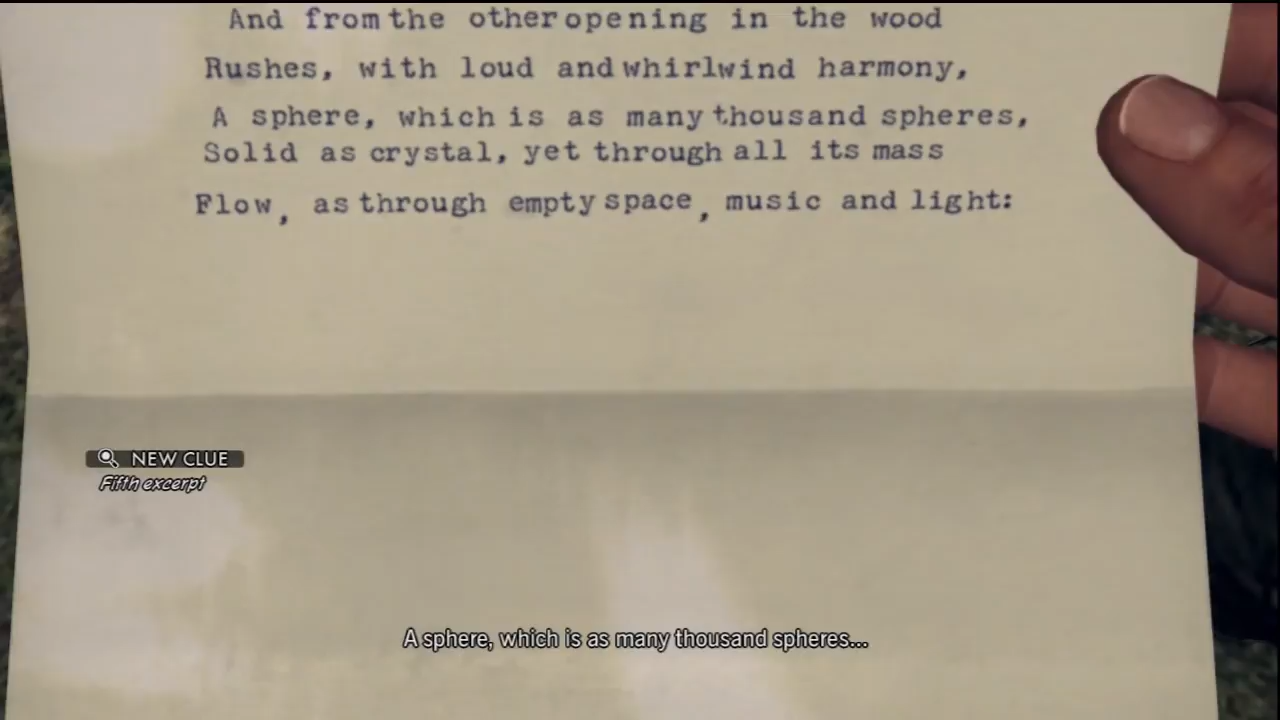 And from the other opening in the wood
Rushes, with loud and whirlwind harmony,
A sphere, which is as many thousand spheres,
Solid as crystal, yet through all its mass
Flow, as through empty space, music and light:
NEW CLUE
Fifth excerpt
A sphere, which is as many thousand spheres...